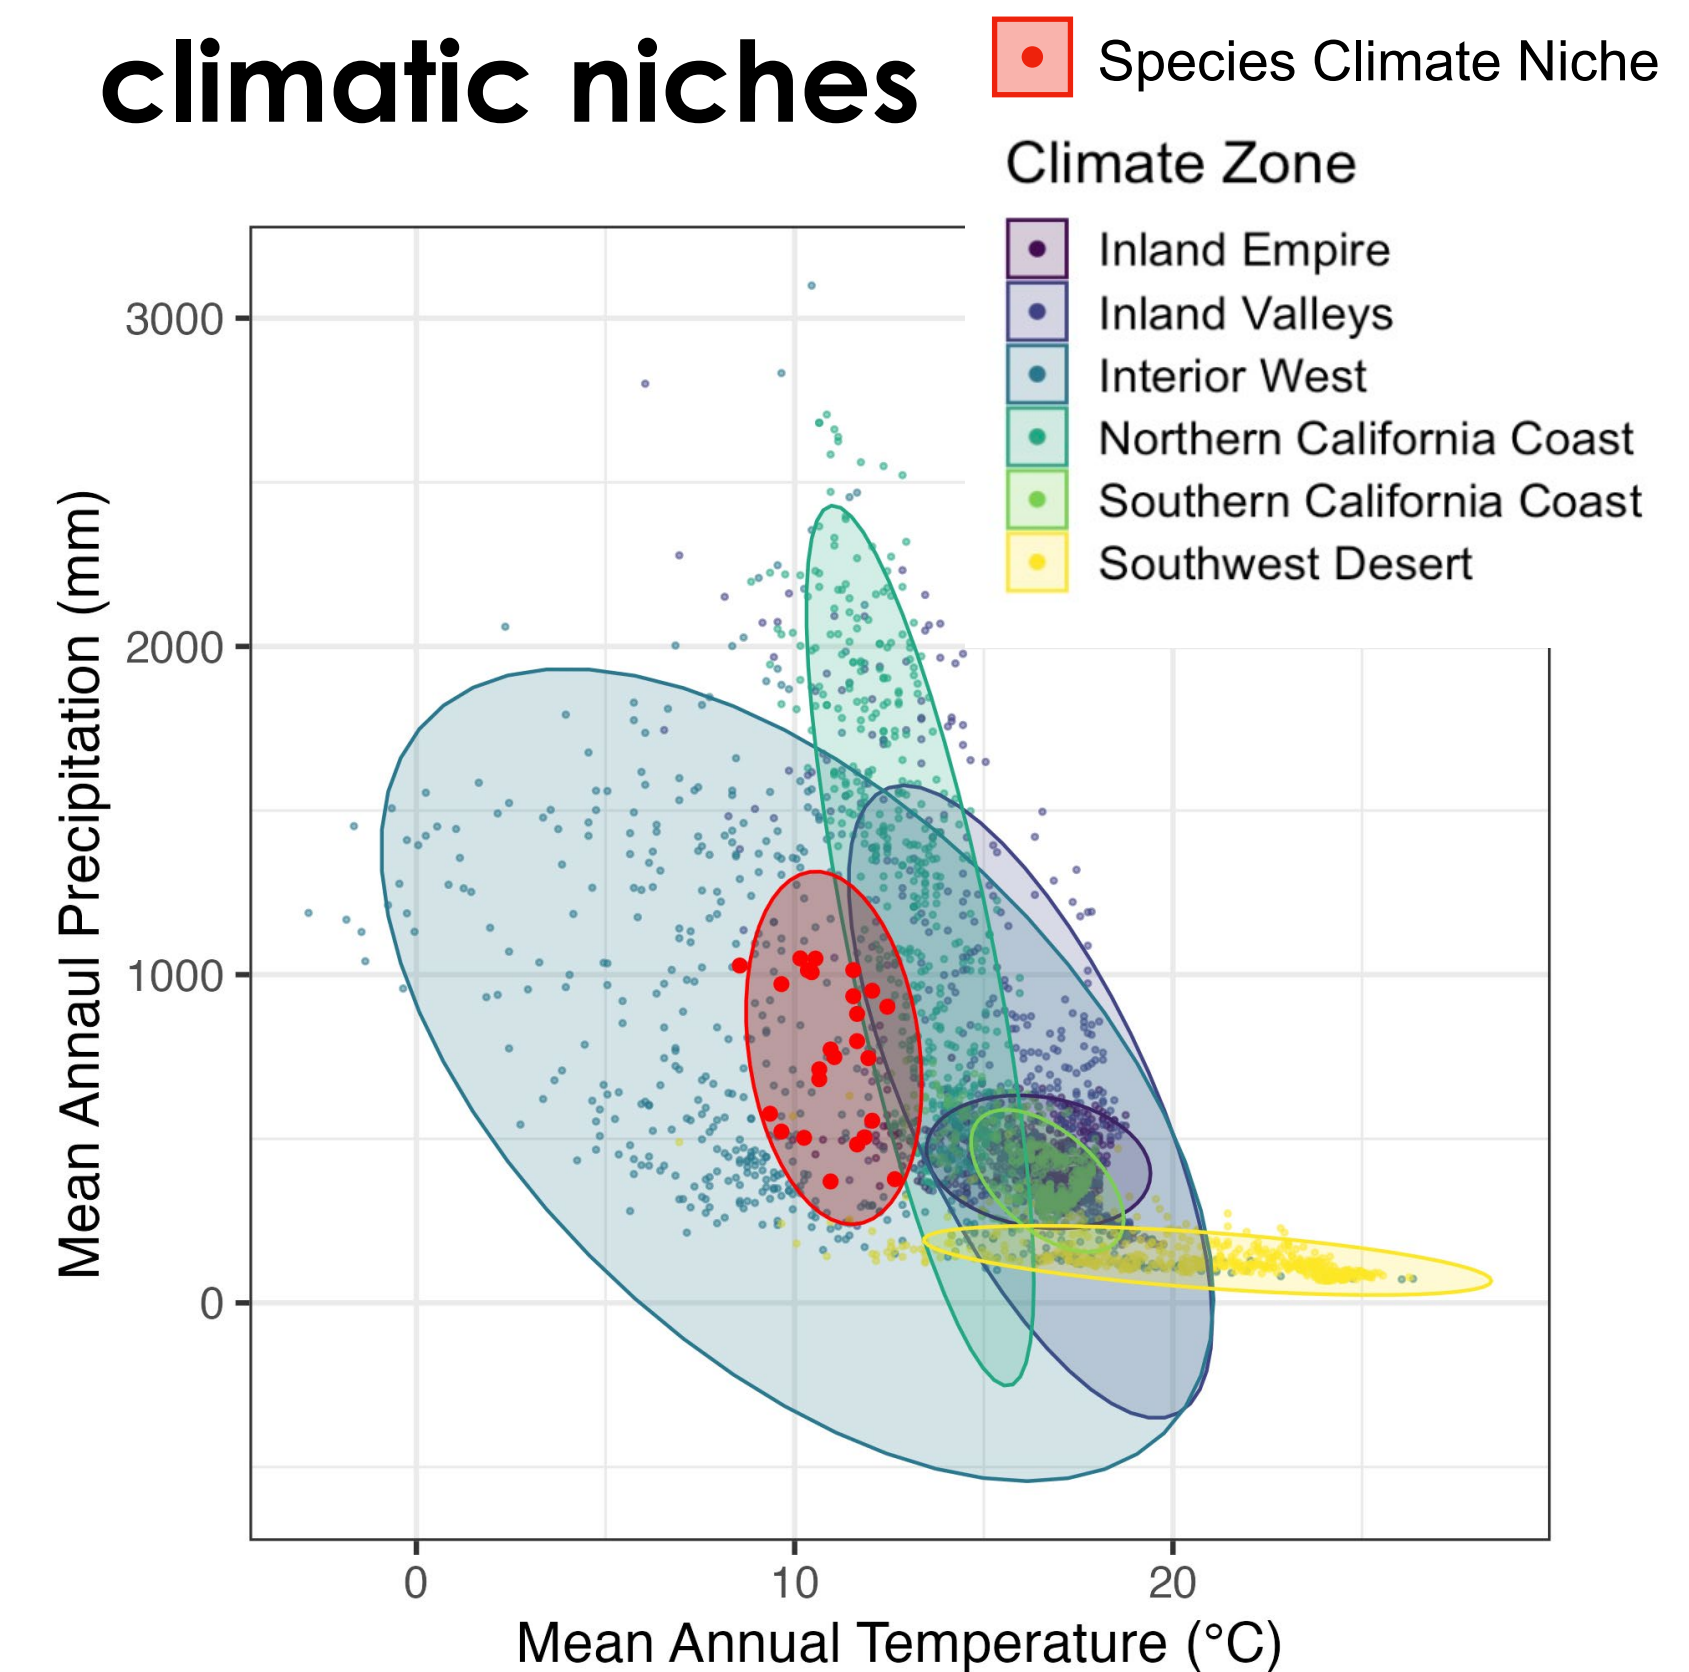 climatic niches
Species Climate Niche
Climate Zone
Inland Empire
Inland Valleys
Interior West
Northern California Coast
Southern California Coast
Southwest Desert
Mean Annaul Precipitation (mm)
3000
2000
1000
0
0 10 20
Mean Annual Temperature (°C)